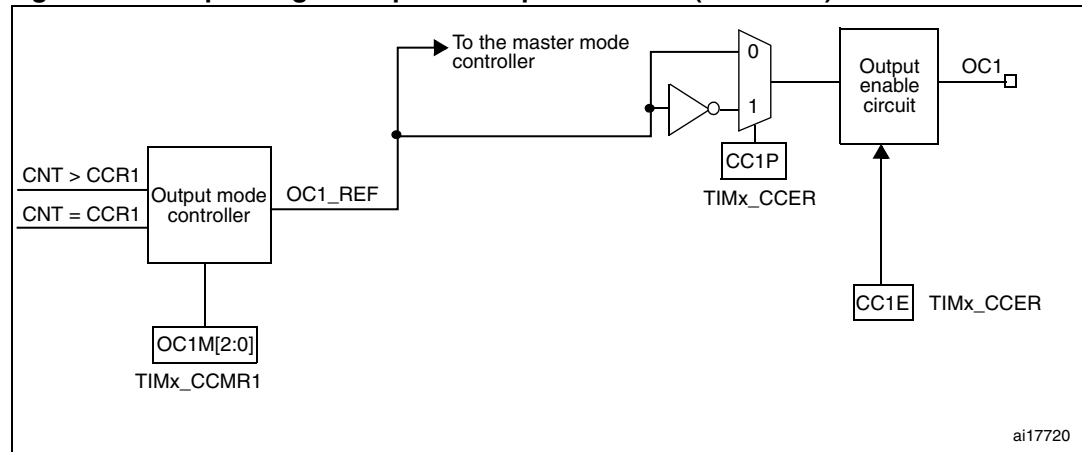 To the master mode
controller
0
1
Output
enable
circuit
OC1
CC1P
TIMx_CCER
CNT > CCR1
CNT = CCR1
Output mode
controller
OC1_REF
CC1E
TIMx_CCER
OC1M[2:0]
TIMx_CCMR1
ai17720